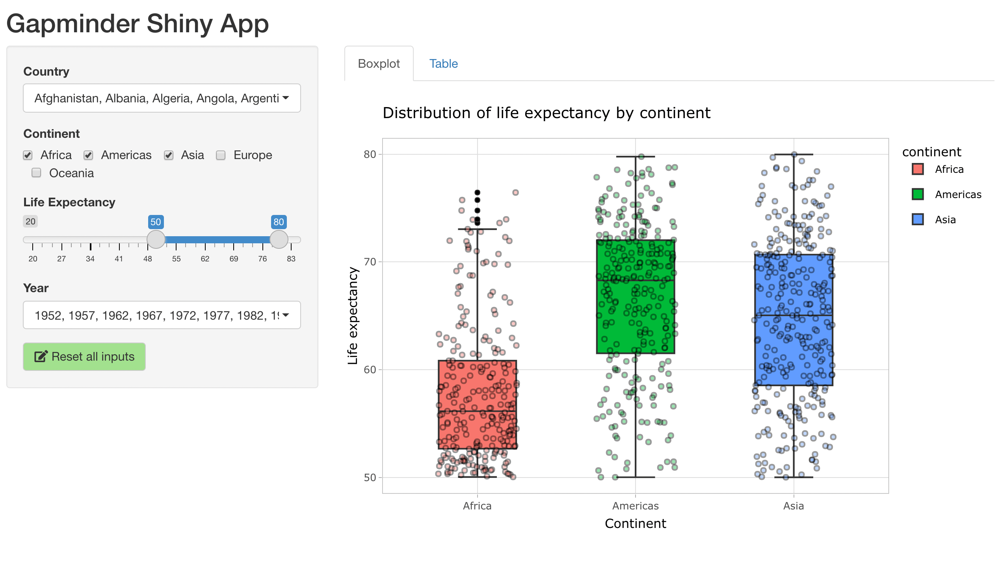 Gapminder Shiny App
Country
Afghanistan, Albania, Algeria, Angola, Argenti
Continent
Africa Americas Asia Europe
Oceania
Life Expectancy
20 50 80
20 27 34 41 48 55 62 69 76 83
Year
1952, 1957, 1962, 1967, 1972, 1977, 1982,
Reset all inputs
Boxplot Table
Distribution of life expectancy by continent
Life expectancy
80
70
60
50
Africa Americas Asia
Continent
continent
Africa
Americas
Asia